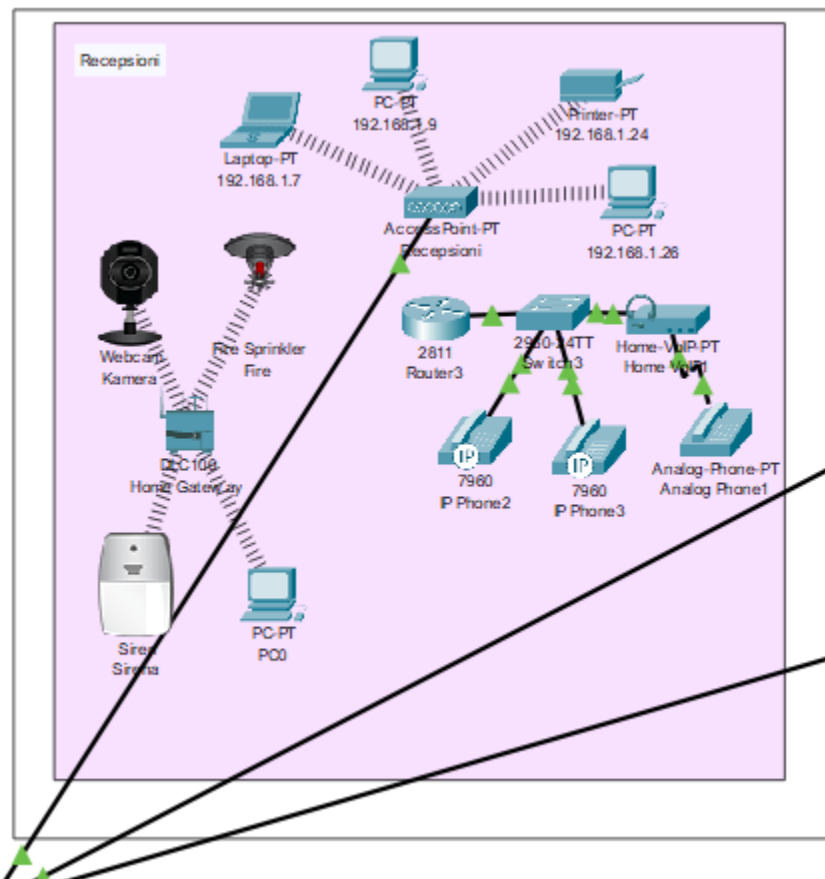 Recepsioni
PC-PT
192.168.1.9
Printer-PT
192.168.1.24
Laptop-PT
192.168.1.7
AccessPoint-PT
Recepsioni
PC-PT
192.168.1.26
Webcam
Kamera
Fire Sprinkler
Fire
2811
Router3
2950-24TT
Switch3
Home-VoIP-PT
Home VoIP1
DLC100
Home GateWay
IP
7960
IP Phone2
IP
7960
IP Phone3
Analog-Phone-PT
Analog Phone1
Siren
Sirena
PC-PT
PC0